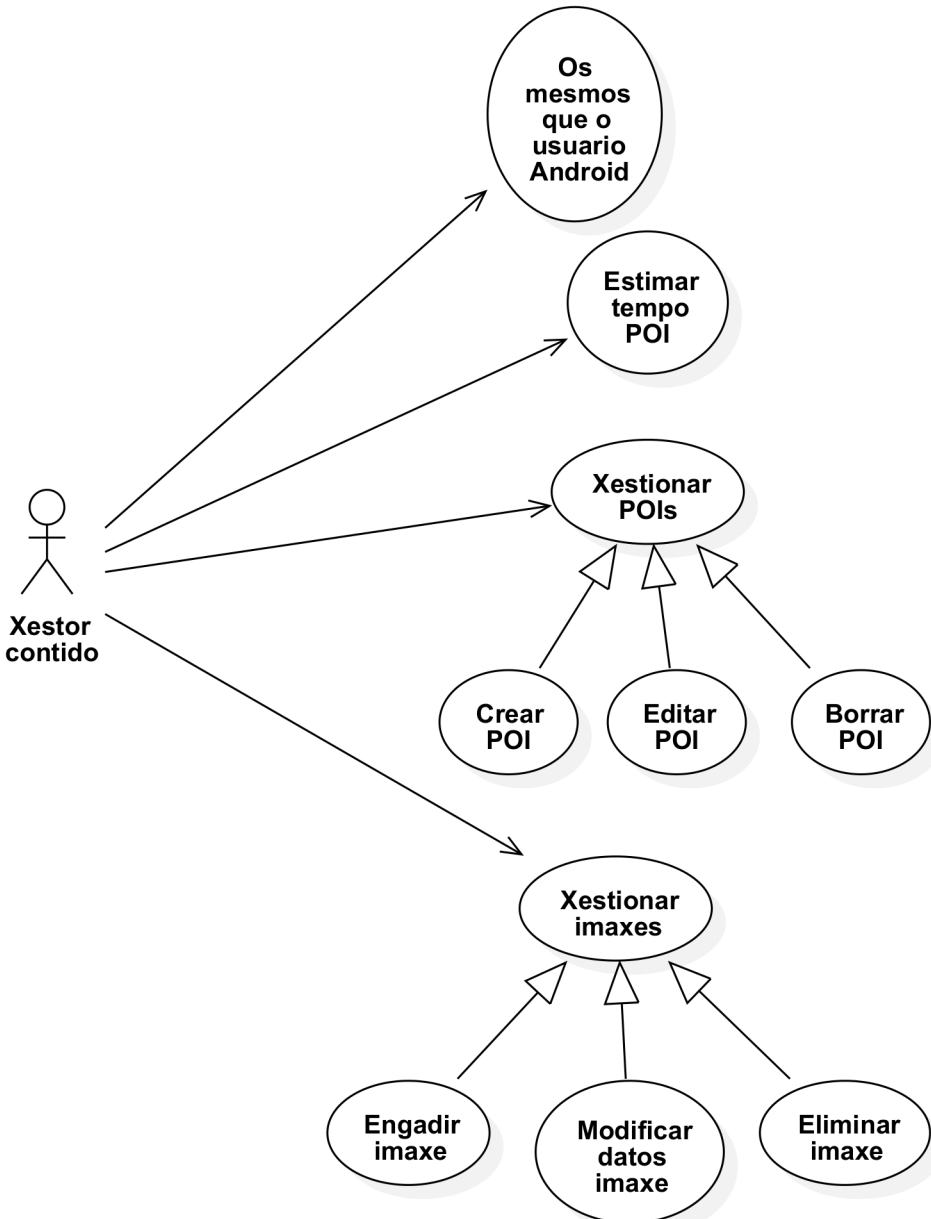 Os
mesmos
que o
usuario
Android
Estimar
tempo
POI
Xestionar
POIs
Xestor
contido
Crear
POI
Editar
POI
Borrar
POI
Xestionar
imaxes
Engadir
imaxe
Modificar
datos
imaxe
Eliminar
imaxe